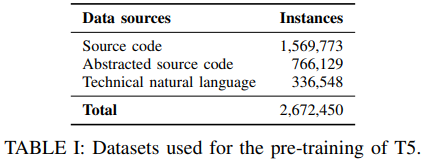 Data sources Instances
Source code 1,569,773
Abstracted source code 766,129
Technical natural language 336,548
Total 2,672,450
TABLE I: Datasets used for the pre-training of T5.